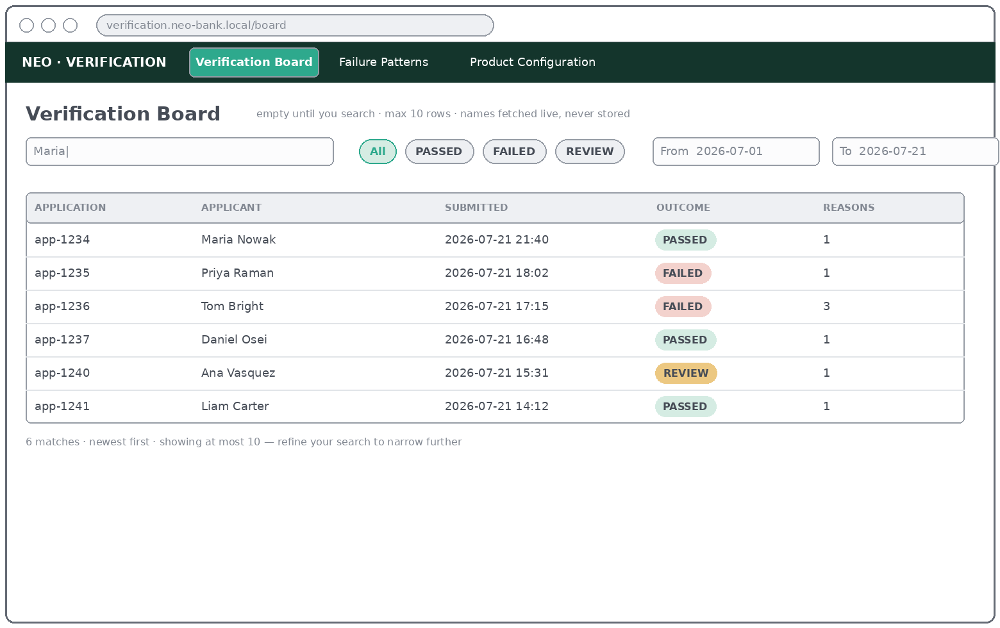 verification.neo-bank.local/board
NEO · VERIFICATION Verification Board Failure Patterns Product Configuration
Verification Board empty until you search · max 10 rows · names fetched live, never stored
Maria| All PASSED FAILED REVIEW From 2026-07-01 To 2026-07-21
APPLICATION APPLICANT SUBMITTED OUTCOME REASONS
app-1234 Maria Nowak 2026-07-21 21:40 PASSED 1
app-1235 Priya Raman 2026-07-21 18:02 FAILED 1
app-1236 Tom Bright 2026-07-21 17:15 FAILED 3
app-1237 Daniel Osei 2026-07-21 16:48 PASSED 1
app-1240 Ana Vasquez 2026-07-21 15:31 REVIEW 1
app-1241 Liam Carter 2026-07-21 14:12 PASSED 1
6 matches · newest first · showing at most 10 — refine your search to narrow further